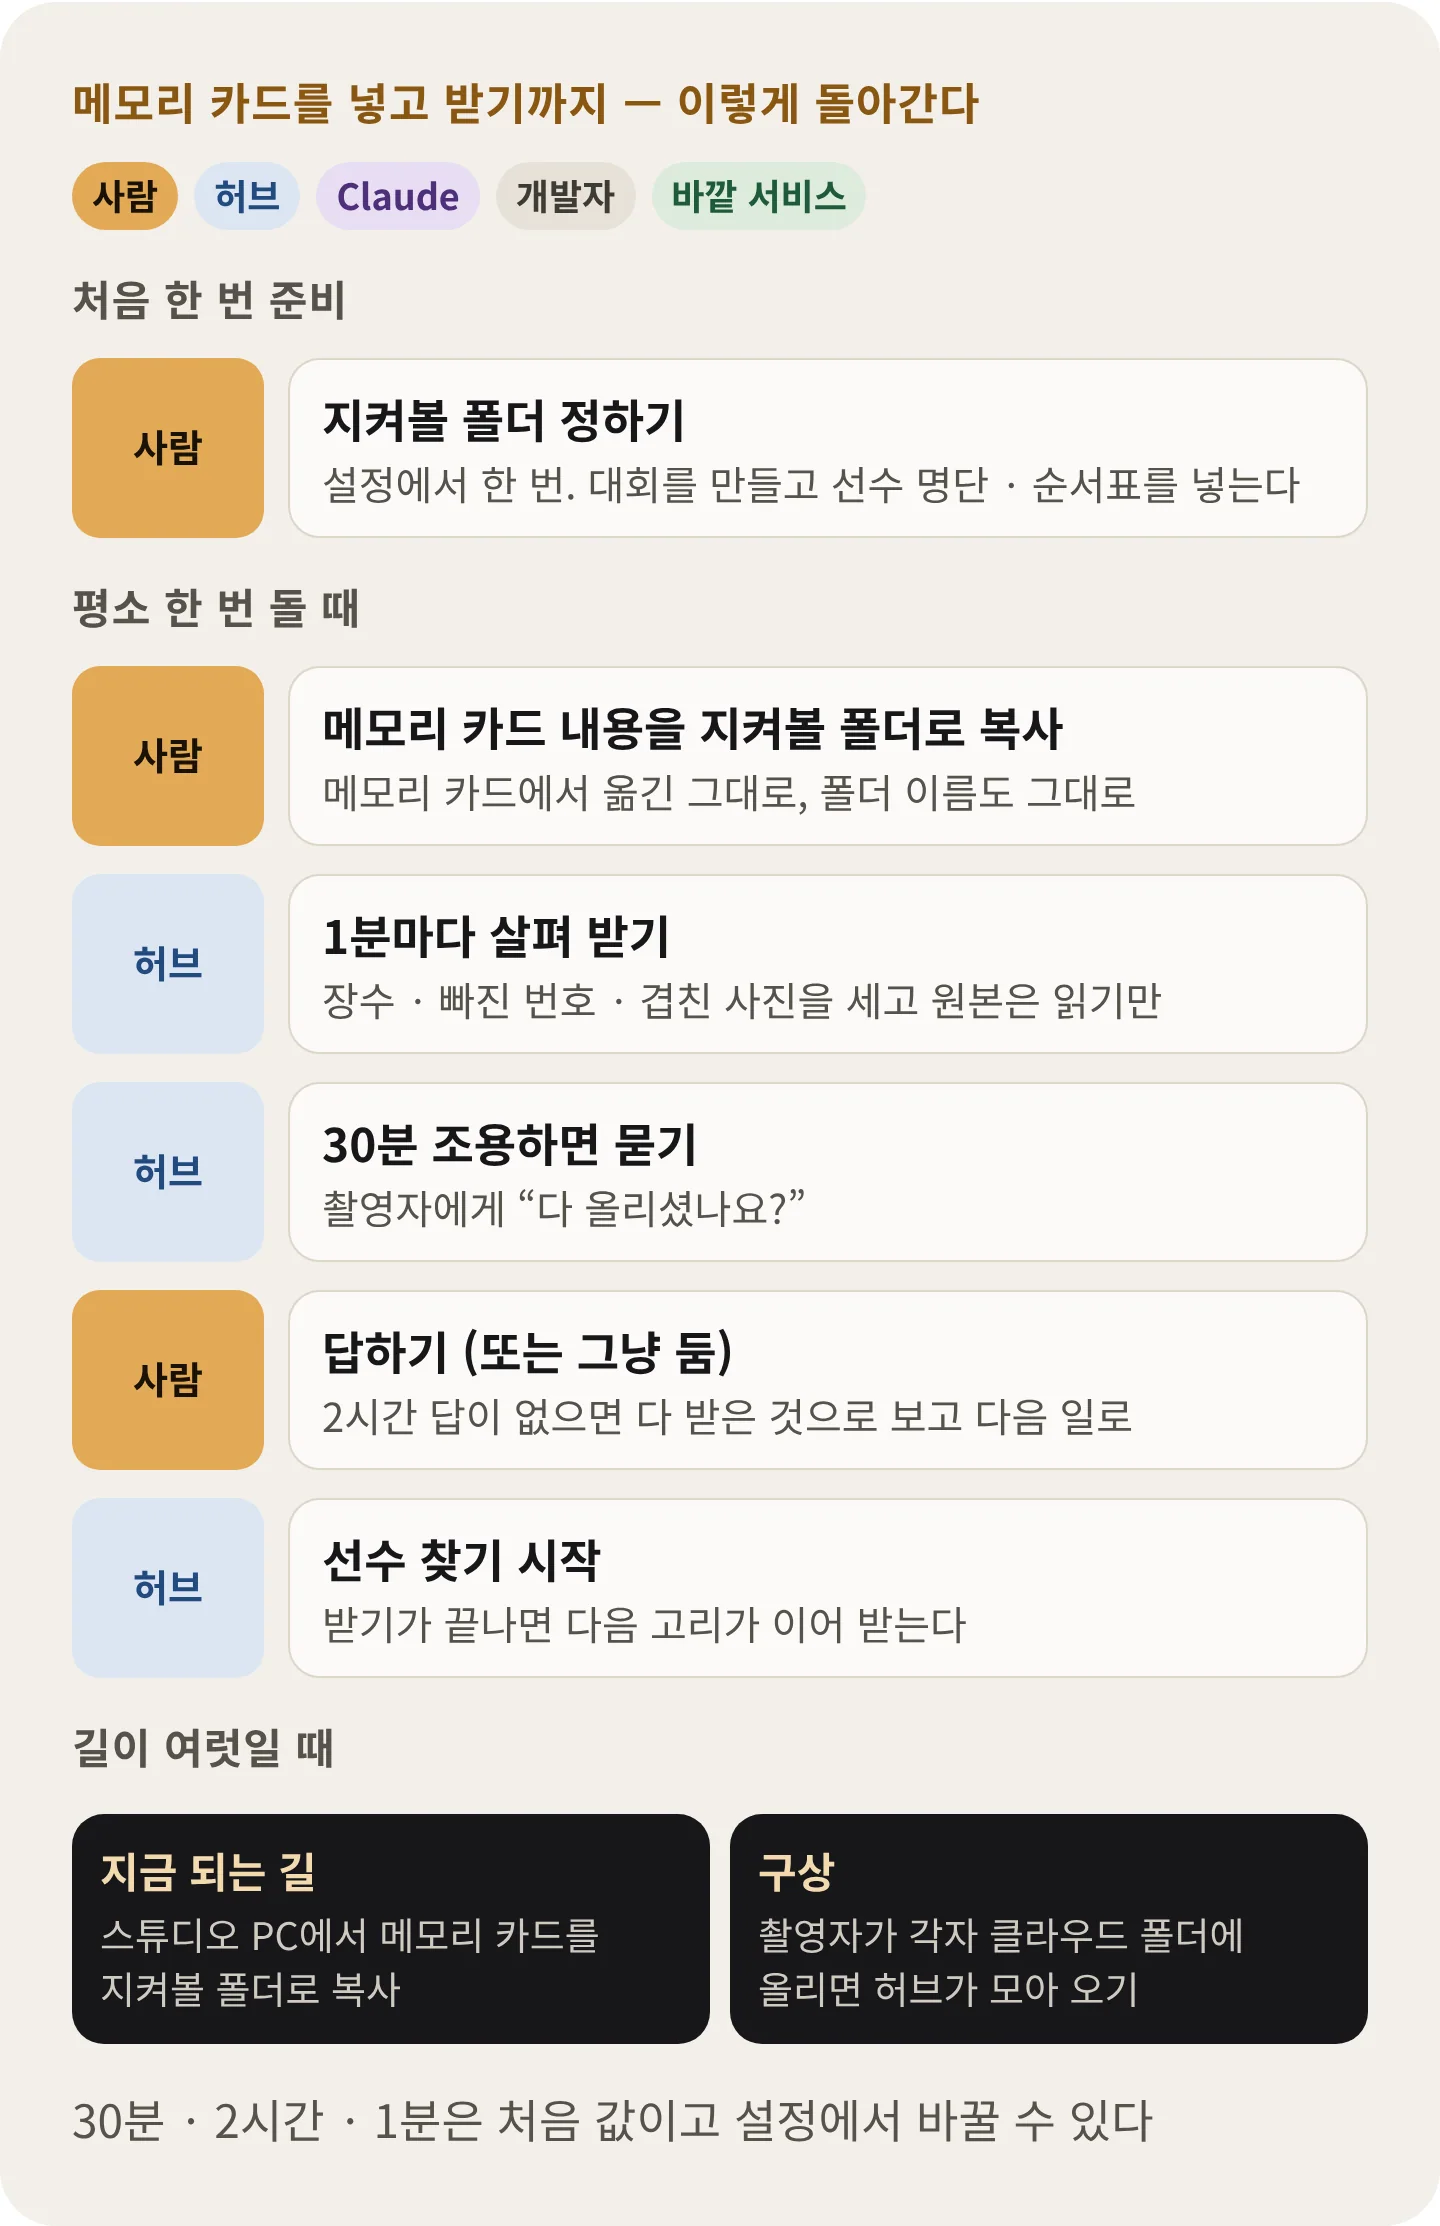 메모리 카드를 넣고 받기까지 — 이렇게 돌아간다
사람 허브 Claude 개발자 바깥 서비스
처음 한 번 준비
사람
지켜볼 폴더 정하기
설정에서 한 번. 대회를 만들고 선수 명단 · 순서표를 넣는다
평소 한 번 돌 때
사람
메모리 카드 내용을 지켜볼 폴더로 복사
메모리 카드에서 옮긴 그대로, 폴더 이름도 그대로
허브
1분마다 살펴 받기
장수 · 빠진 번호 · 겹친 사진을 세고 원본은 읽기만
허브
30분 조용하면 묻기
촬영자에게 “다 올리셨나요?”
사람
답하기 (또는 그냥 둠)
2시간 답이 없으면 다 받은 것으로 보고 다음 일로
허브
선수 찾기 시작
받기가 끝나면 다음 고리가 이어 받는다
길이 여럿일 때
지금 되는 길
스튜디오 PC에서 메모리 카드를
지켜볼 폴더로 복사
구상
촬영자가 각자 클라우드 폴더에
올리면 허브가 모아 오기
30분 · 2시간 · 1분은 처음 값이고 설정에서 바꿀 수 있다